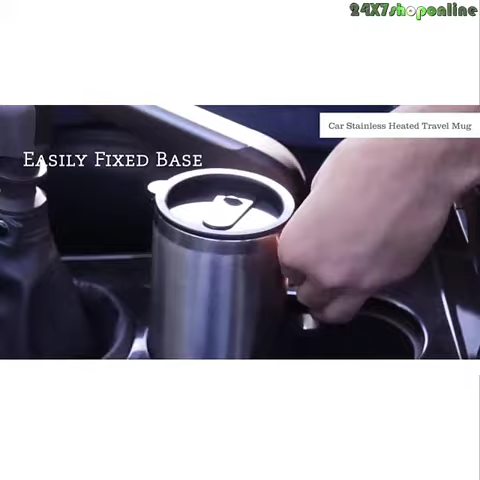 24X7shoponline
Car Stainless Heated Travel Mug
Easily Fixed Base